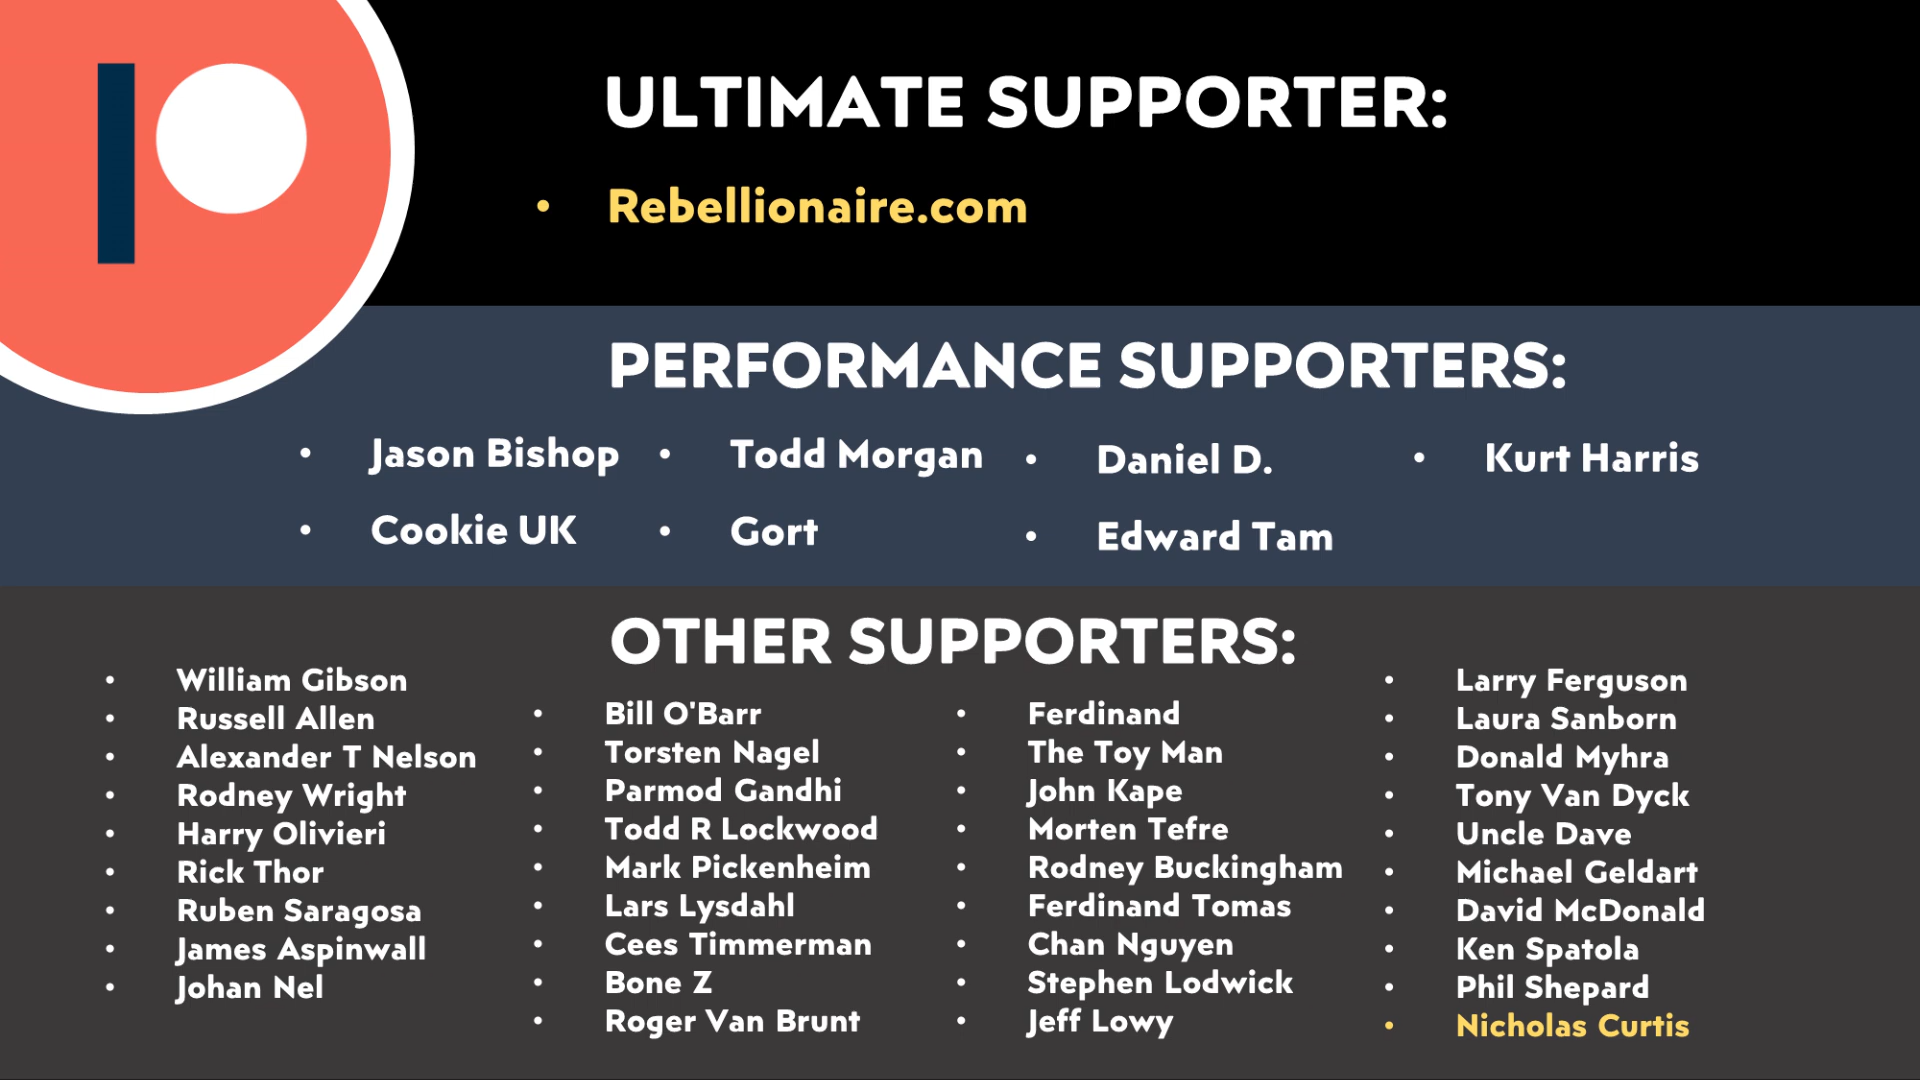 ULTIMATE SUPPORTER:
• Rebellionaire.com
PERFORMANCE SUPPORTERS:
• Jason Bishop
• Cookie UK
• Todd Morgan
• Gort
• Daniel D.
• Edward Tam
• Kurt Harris
OTHER SUPPORTERS:
• William Gibson
• Russell Allen
• Alexander T Nelson
• Rodney Wright
• Harry Olivieri
• Rick Thor
• Ruben Saragosa
• James Aspinwall
• Johan Nel
• Bill O'Barr
• Torsten Nagel
• Parmod Gandhi
• Todd R Lockwood
• Mark Pickenheim
• Lars Lysdahl
• Cees Timmerman
• Bone Z
• Roger Van Brunt
• Ferdinand
• The Toy Man
• John Kape
• Morten Tefre
• Rodney Buckingham
• Ferdinand Tomas
• Chan Nguyen
• Stephen Lodwick
• Jeff Lowy
• Larry Ferguson
• Laura Sanborn
• Donald Myhra
• Tony Van Dyck
• Uncle Dave
• Michael Geldart
• David McDonald
• Ken Spatola
• Phil Shepard
• Nicholas Curtis